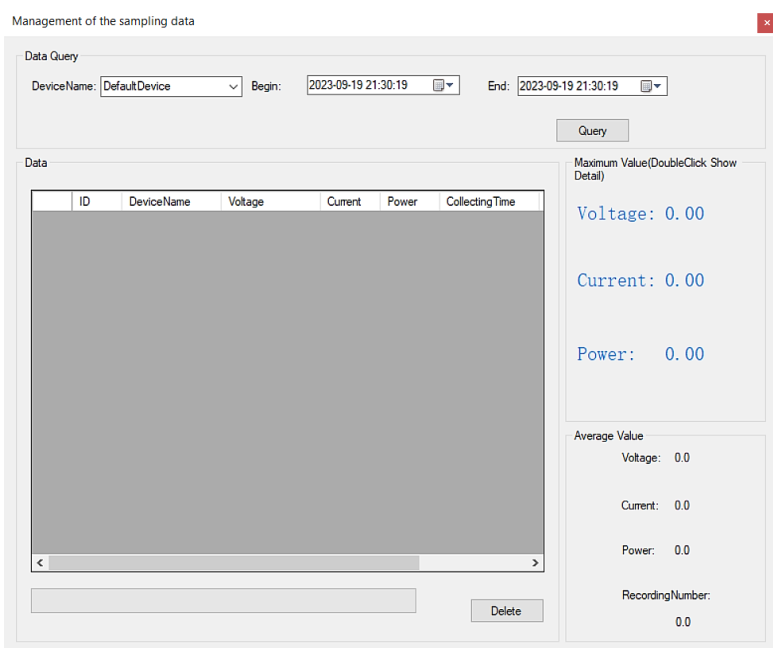 Management of the sampling data
Data Query
DeviceName: DefaultDevice Begin: 2023-09-19 21:30:19 End: 2023-09-19 21:30:19
Query
Data
ID DeviceName Voltage Current Power CollectingTime
Delete
Maximum Value(DoubleClick Show
Detail)
Voltage: 0.00
Current: 0.00
Power: 0.00
Average Value
Voltage: 0.0
Current: 0.0
Power: 0.0
RecordingNumber:
0.0